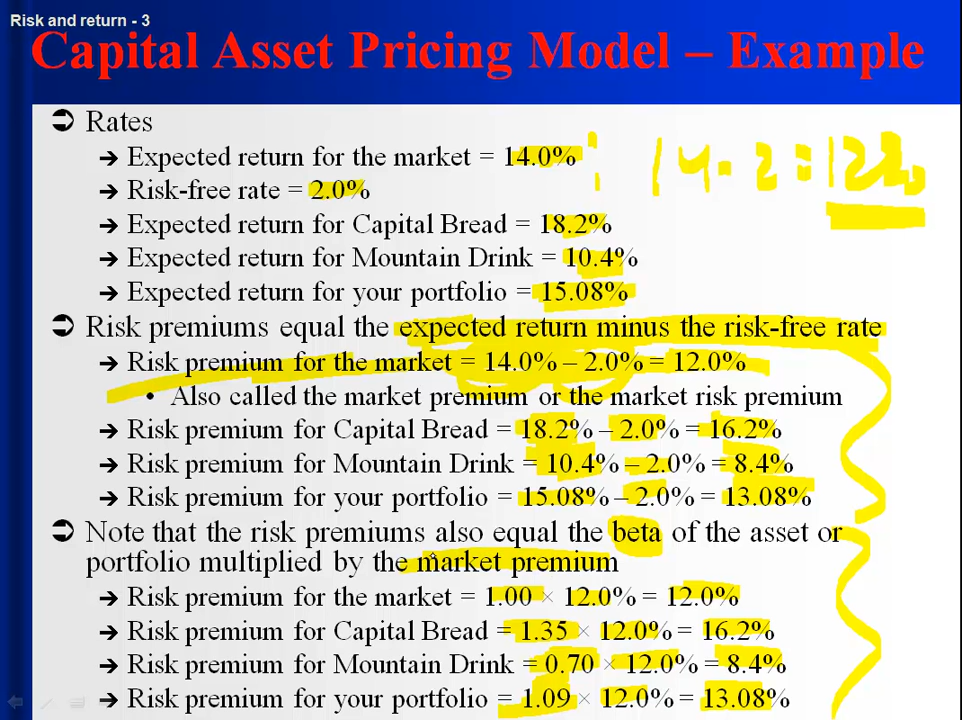 Risk and return - 3
Capital Asset Pricing Model – Example
➲ Rates
→ Expected return for the market = 14.0%
→ Risk-free rate = 2.0%
→ Expected return for Capital Bread = 18.2%
→ Expected return for Mountain Drink = 10.4%
→ Expected return for your portfolio = 15.08%
14 - 2 = 12%
➲ Risk premiums equal the expected return minus the risk-free rate
→ Risk premium for the market = 14.0% – 2.0% = 12.0%
• Also called the market premium or the market risk premium
→ Risk premium for Capital Bread = 18.2% – 2.0% = 16.2%
→ Risk premium for Mountain Drink = 10.4% – 2.0% = 8.4%
→ Risk premium for your portfolio = 15.08% – 2.0% = 13.08%
➲ Note that the risk premiums also equal the beta of the asset or
portfolio multiplied by the market premium
→ Risk premium for the market = 1.00 × 12.0% = 12.0%
→ Risk premium for Capital Bread = 1.35 × 12.0% = 16.2%
→ Risk premium for Mountain Drink = 0.70 × 12.0% = 8.4%
→ Risk premium for your portfolio = 1.09 × 12.0% = 13.08%